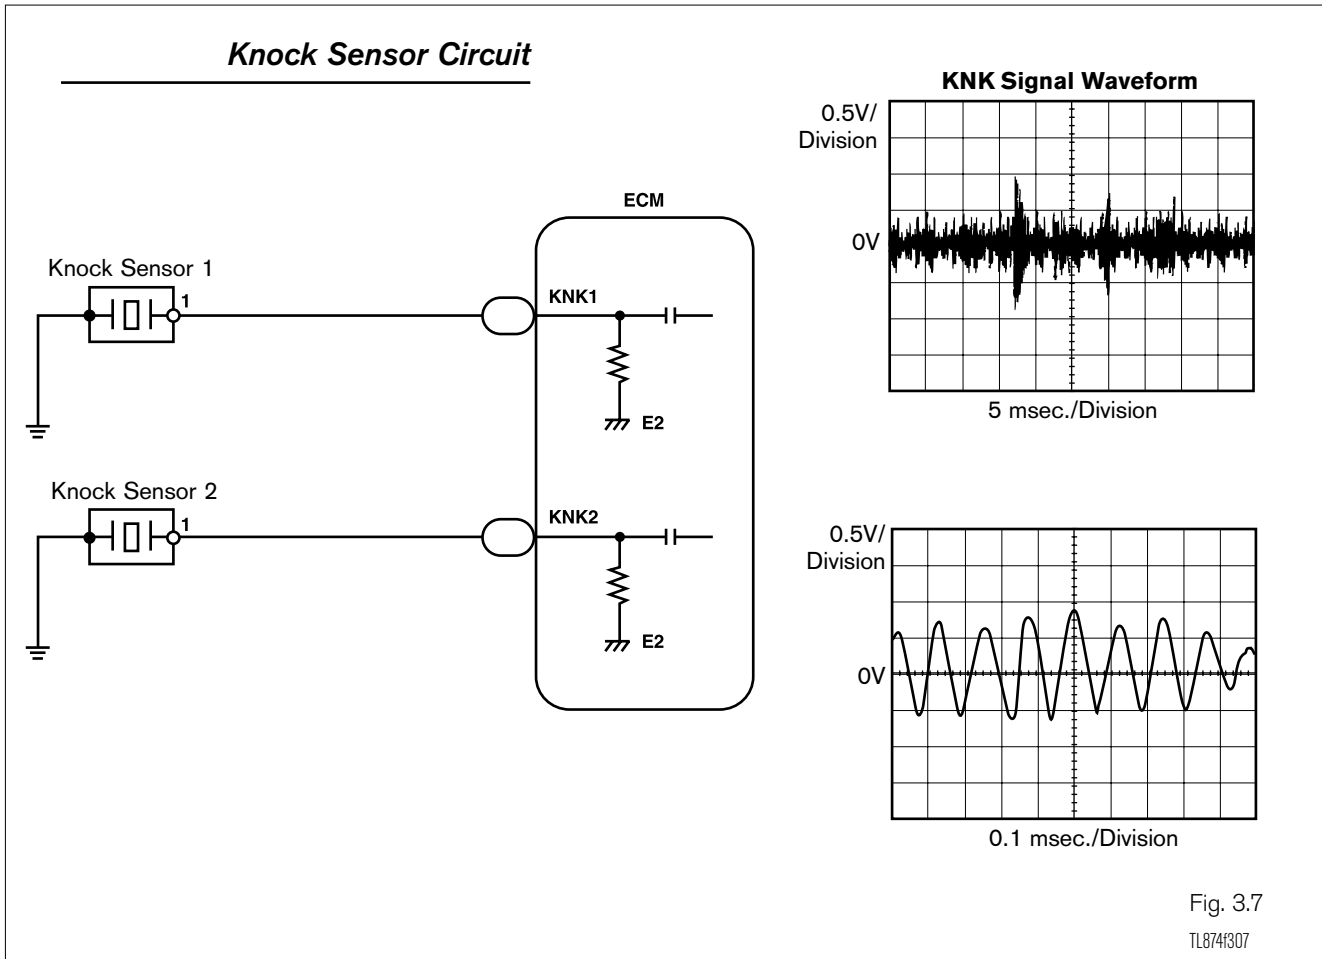 Knock Sensor Circuit
KNK Signal Waveform
0.5V/
Division
0V
5 msec./Division
ECM
Knock Sensor 1
1
KNK1
E2
Knock Sensor 2
1
KNK2
E2
0.5V/
Division
0V
0.1 msec./Division
Fig. 3.7
TL874f307